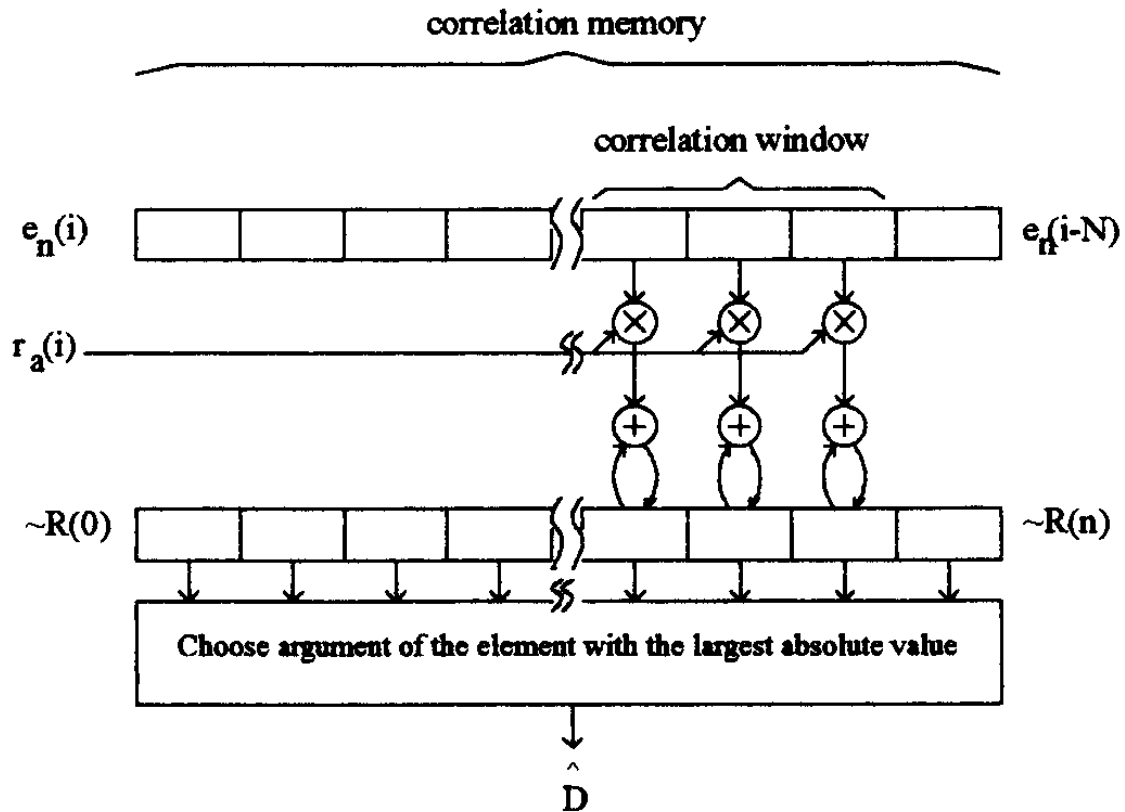 correlation memory
correlation window
e_n(i)
e_n(i-N)
r_a(i)
~R(0)
~R(n)
Choose argument of the element with the largest absolute value
D̂